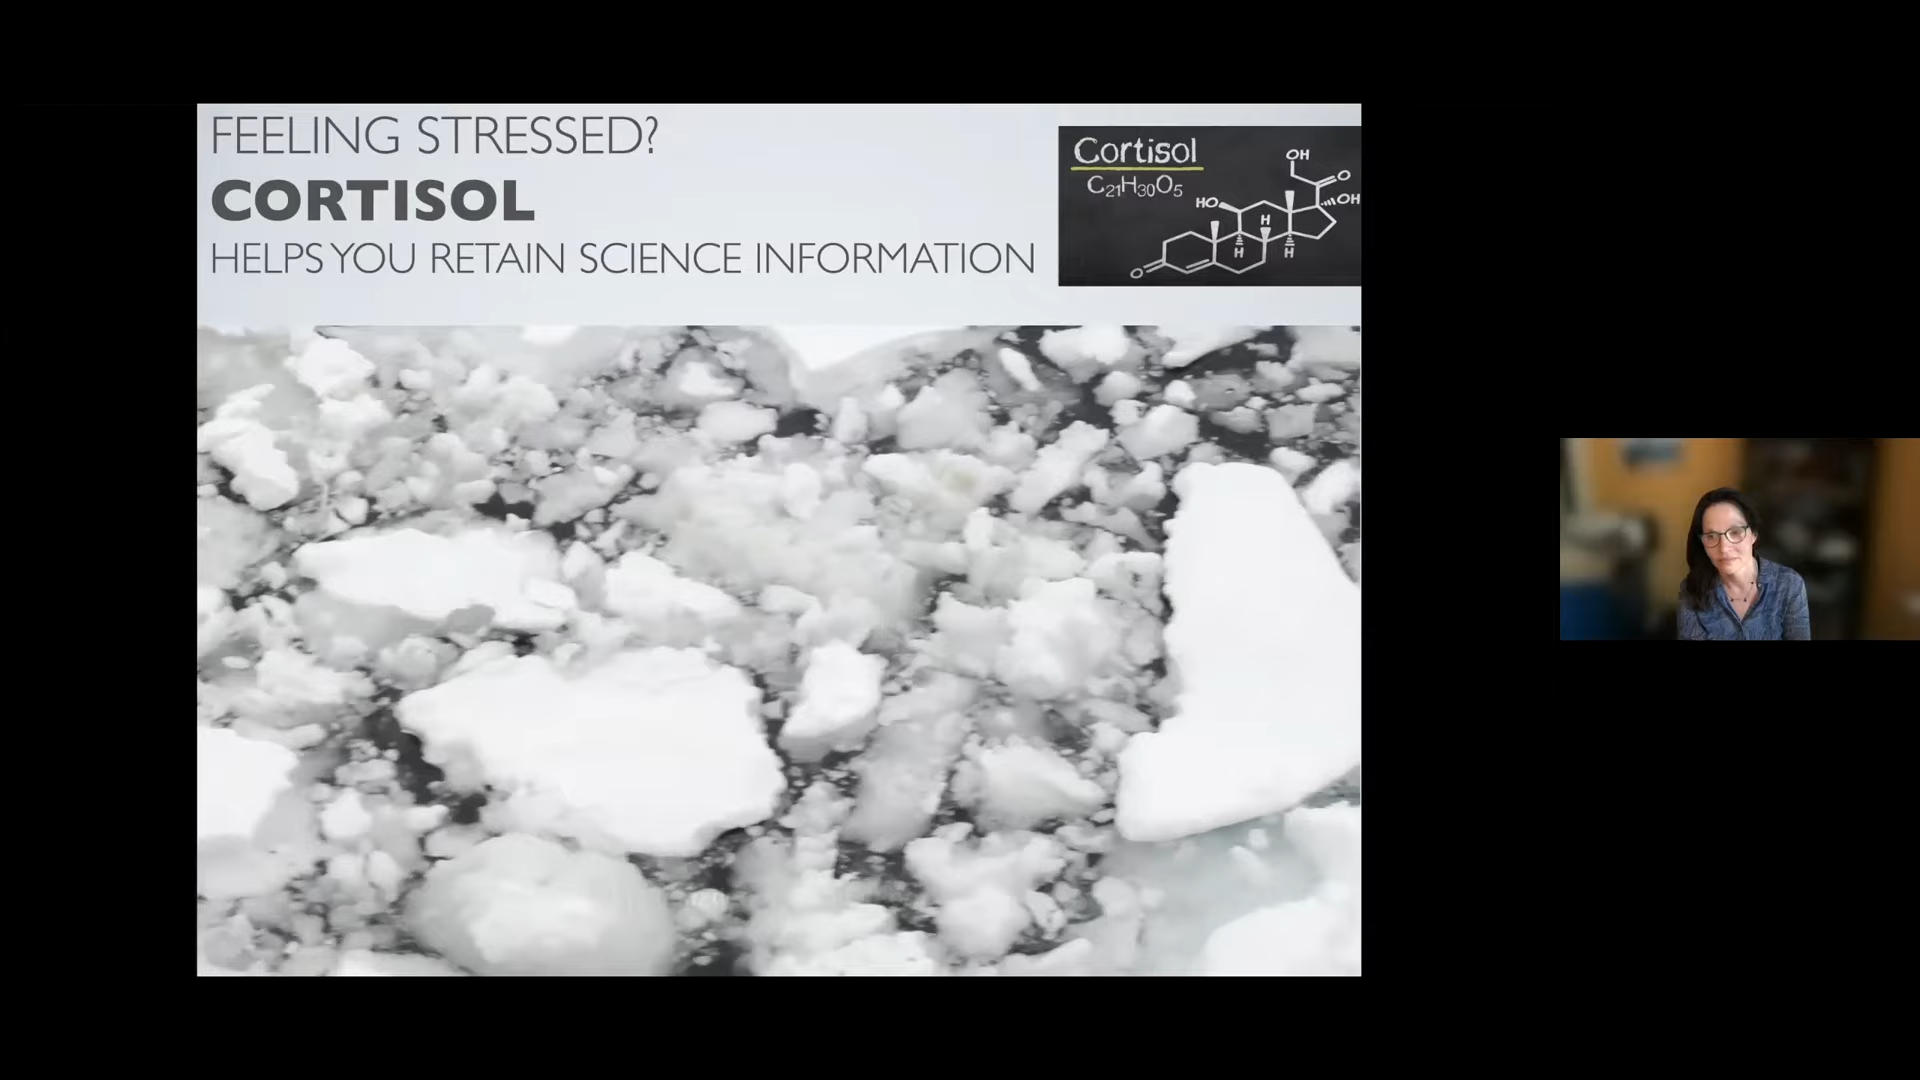 FEELING STRESSED?
CORTISOL
HELPS YOU RETAIN SCIENCE INFORMATION
Cortisol
C₂₁H₃₀O₅
OH
O
HO
OH
H
H
H
O